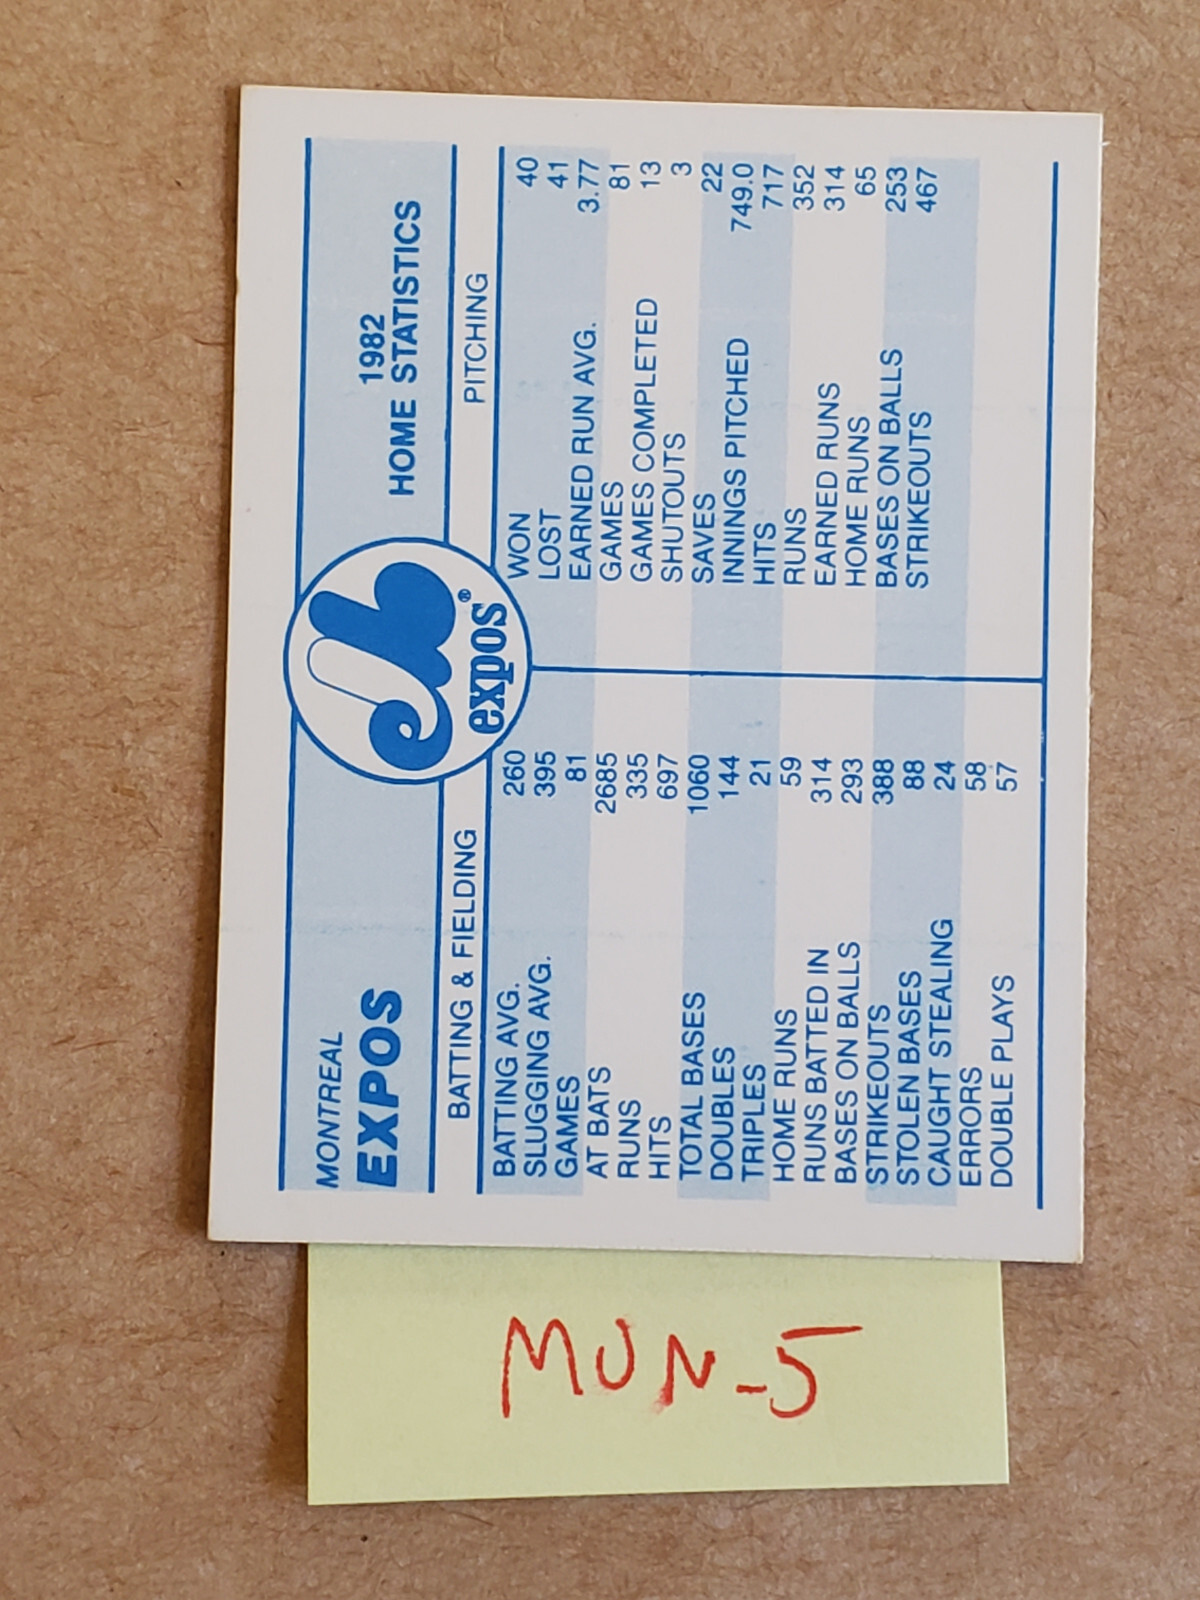 MONTREAL
EXPOS
expos®
1982
HOME STATISTICS
BATTING & FIELDING
BATTING AVG. 260
SLUGGING AVG. 395
GAMES 81
AT BATS 2685
RUNS 335
HITS 697
TOTAL BASES 1060
DOUBLES 144
TRIPLES 21
HOME RUNS 59
RUNS BATTED IN 314
BASES ON BALLS 293
STRIKEOUTS 388
STOLEN BASES 88
CAUGHT STEALING 24
ERRORS 58
DOUBLE PLAYS 57
PITCHING
WON 40
LOST 41
EARNED RUN AVG. 3.77
GAMES 81
GAMES COMPLETED 13
SHUTOUTS 3
SAVES 22
INNINGS PITCHED 749.0
HITS 717
RUNS 352
EARNED RUNS 314
HOME RUNS 65
BASES ON BALLS 253
STRIKEOUTS 467
MUN-5